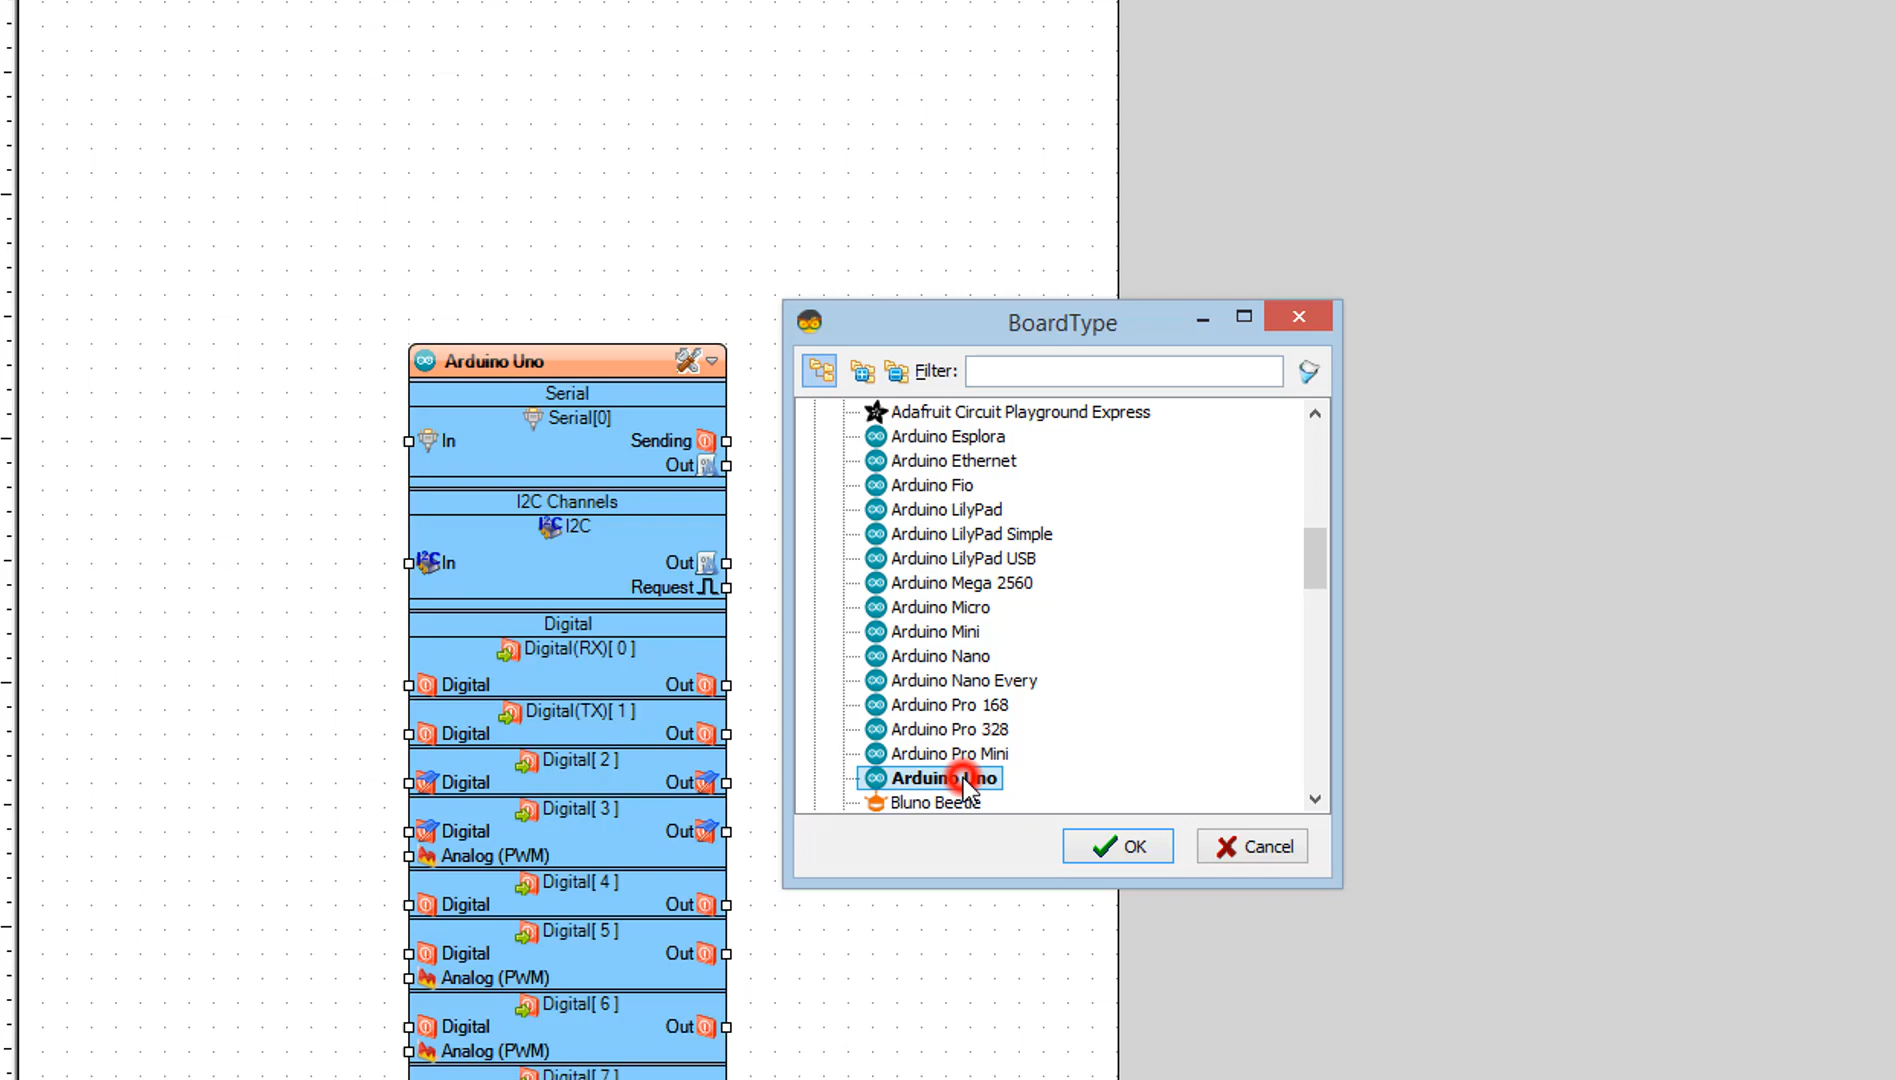 Arduino Uno
Serial
Serial[0]
In
Sending
Out
I2C Channels
I2C
In
Out
Request
Digital
Digital(RX)[ 0 ]
Digital
Out
Digital(TX)[ 1 ]
Digital
Out
Digital[ 2 ]
Digital
Out
Digital[ 3 ]
Digital
Out
Analog (PWM)
Digital[ 4 ]
Digital
Out
Digital[ 5 ]
Digital
Out
Analog (PWM)
Digital[ 6 ]
Digital
Out
Analog (PWM)
Digital[ 7 ]
BoardType
Filter:
Adafruit Circuit Playground Express
Arduino Esplora
Arduino Ethernet
Arduino Fio
Arduino LilyPad
Arduino LilyPad Simple
Arduino LilyPad USB
Arduino Mega 2560
Arduino Micro
Arduino Mini
Arduino Nano
Arduino Nano Every
Arduino Pro 168
Arduino Pro 328
Arduino Pro Mini
Arduino Uno
Bluno Beetle
OK
Cancel